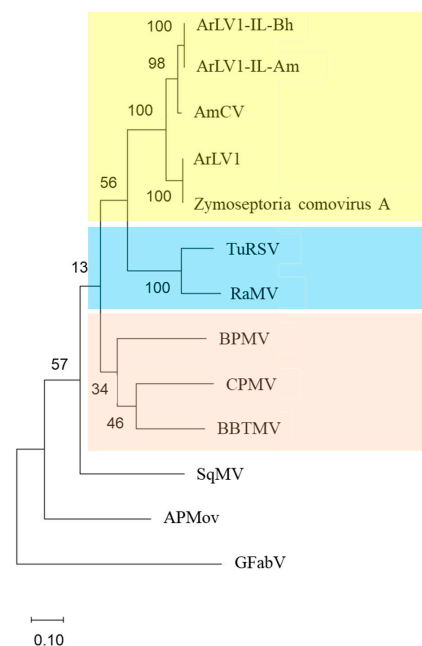 100
ArLV1-IL-Bh
98
ArLV1-IL-Am
100
AmCV
ArLV1
56
100
Zymoseptoria comovirus A
TuRSV
13
100
RaMV
BPMV
57
34
CPMV
46
BBTMV
SqMV
APMov
GFabV
0.10